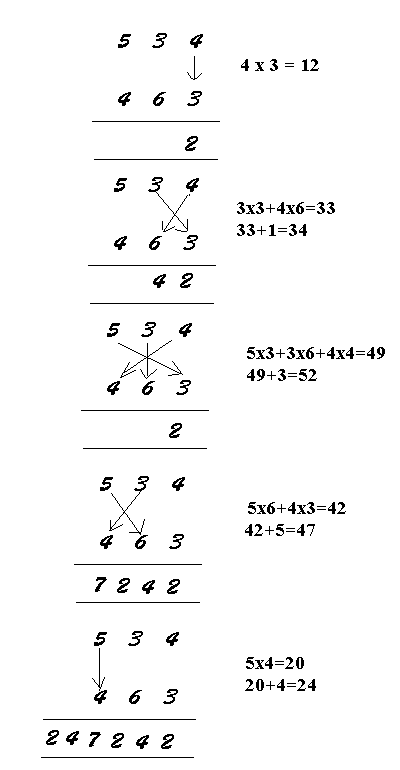 5 3 4
4 x 3 = 12
4 6 3
2
5 3 4
3x3+4x6=33
33+1=34
4 6 3
4 2
5 3 4
5x3+3x6+4x4=49
49+3=52
4 6 3
2
5 3 4
5x6+4x3=42
42+5=47
4 6 3
7 2 4 2
5 3 4
5x4=20
20+4=24
4 6 3
2 4 7 2 4 2